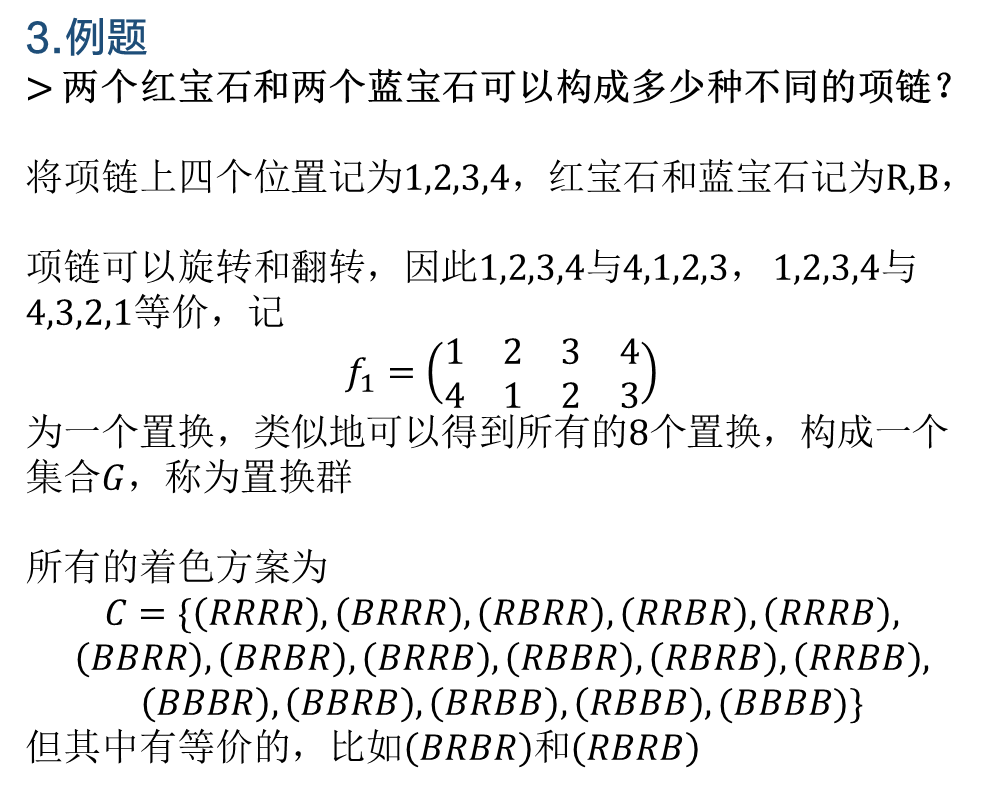 3.例题
> 两个红宝石和两个蓝宝石可以构成多少种不同的项链？
将项链上四个位置记为1,2,3,4，红宝石和蓝宝石记为R,B，
项链可以旋转和翻转，因此1,2,3,4与4,1,2,3， 1,2,3,4与
4,3,2,1等价，记
f₁ = (1 2 3 4
4 1 2 3)
为一个置换，类似地可以得到所有的8个置换，构成一个
集合G，称为置换群
所有的着色方案为
C = {(RRRR), (BRRR), (RBRR), (RRBR), (RRRB),
(BBRR), (BRBR), (BRRB), (RBBR), (RBRB), (RRBB),
(BBBR), (BBRB), (BRBB), (RBBB), (BBBB)}
但其中有等价的，比如(BRBR)和(RBRB)